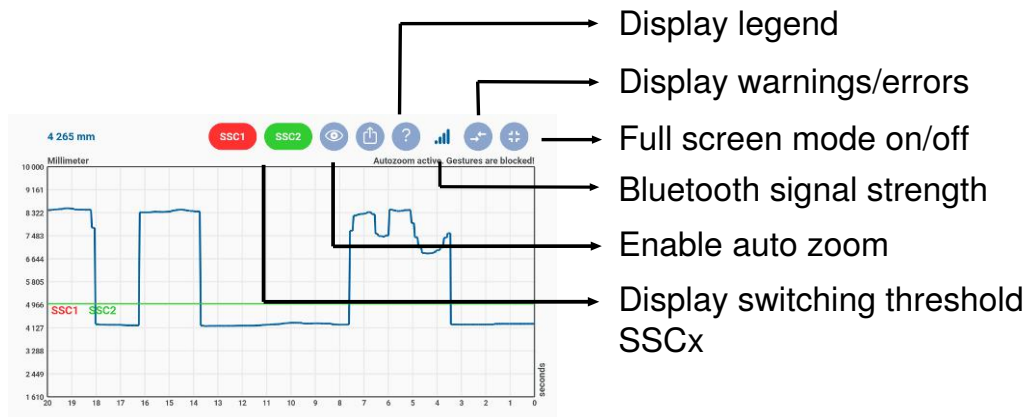 Display legend
Display warnings/errors
Full screen mode on/off
Bluetooth signal strength
Enable auto zoom
Display switching threshold
SSCx
4 265 mm
SSC1
SSC2
?
Millimeter
Autozoom active. Gestures are blocked!
10 000
9 161
8 322
7 483
6 644
5 805
4 966
4 127
3 288
2 449
1 610
SSC1
SSC2
20 19 18 17 16 15 14 13 12 11 10 9 8 7 6 5 4 3 2 1 0
seconds